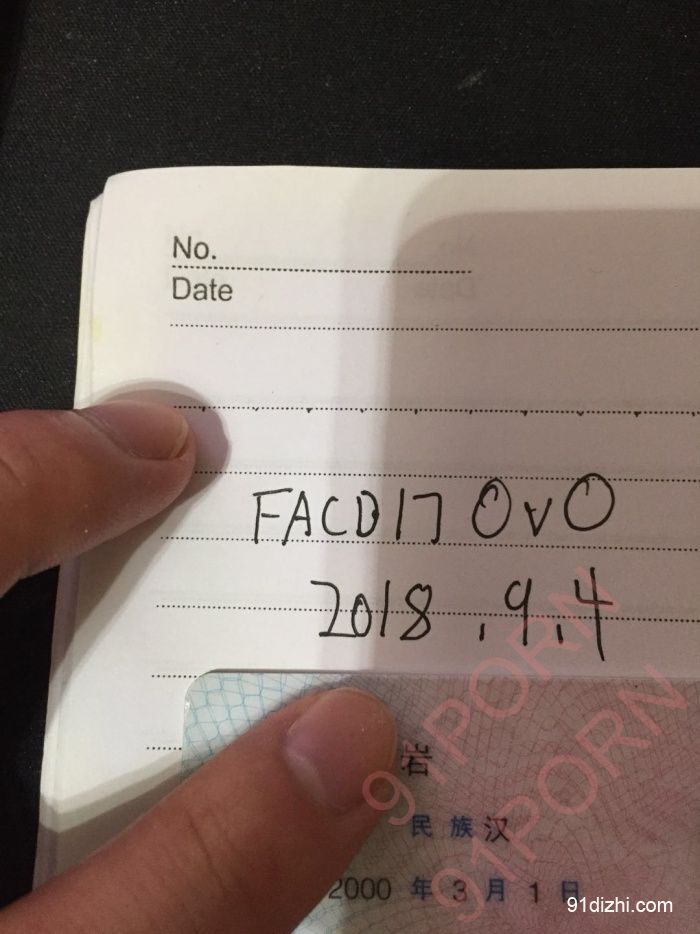 No.
Date
FACD17 OvO
2018.9.4
岩
民族 汉
2000 年 3 月 1 日
91PORN
91PORN
91dizhi.com